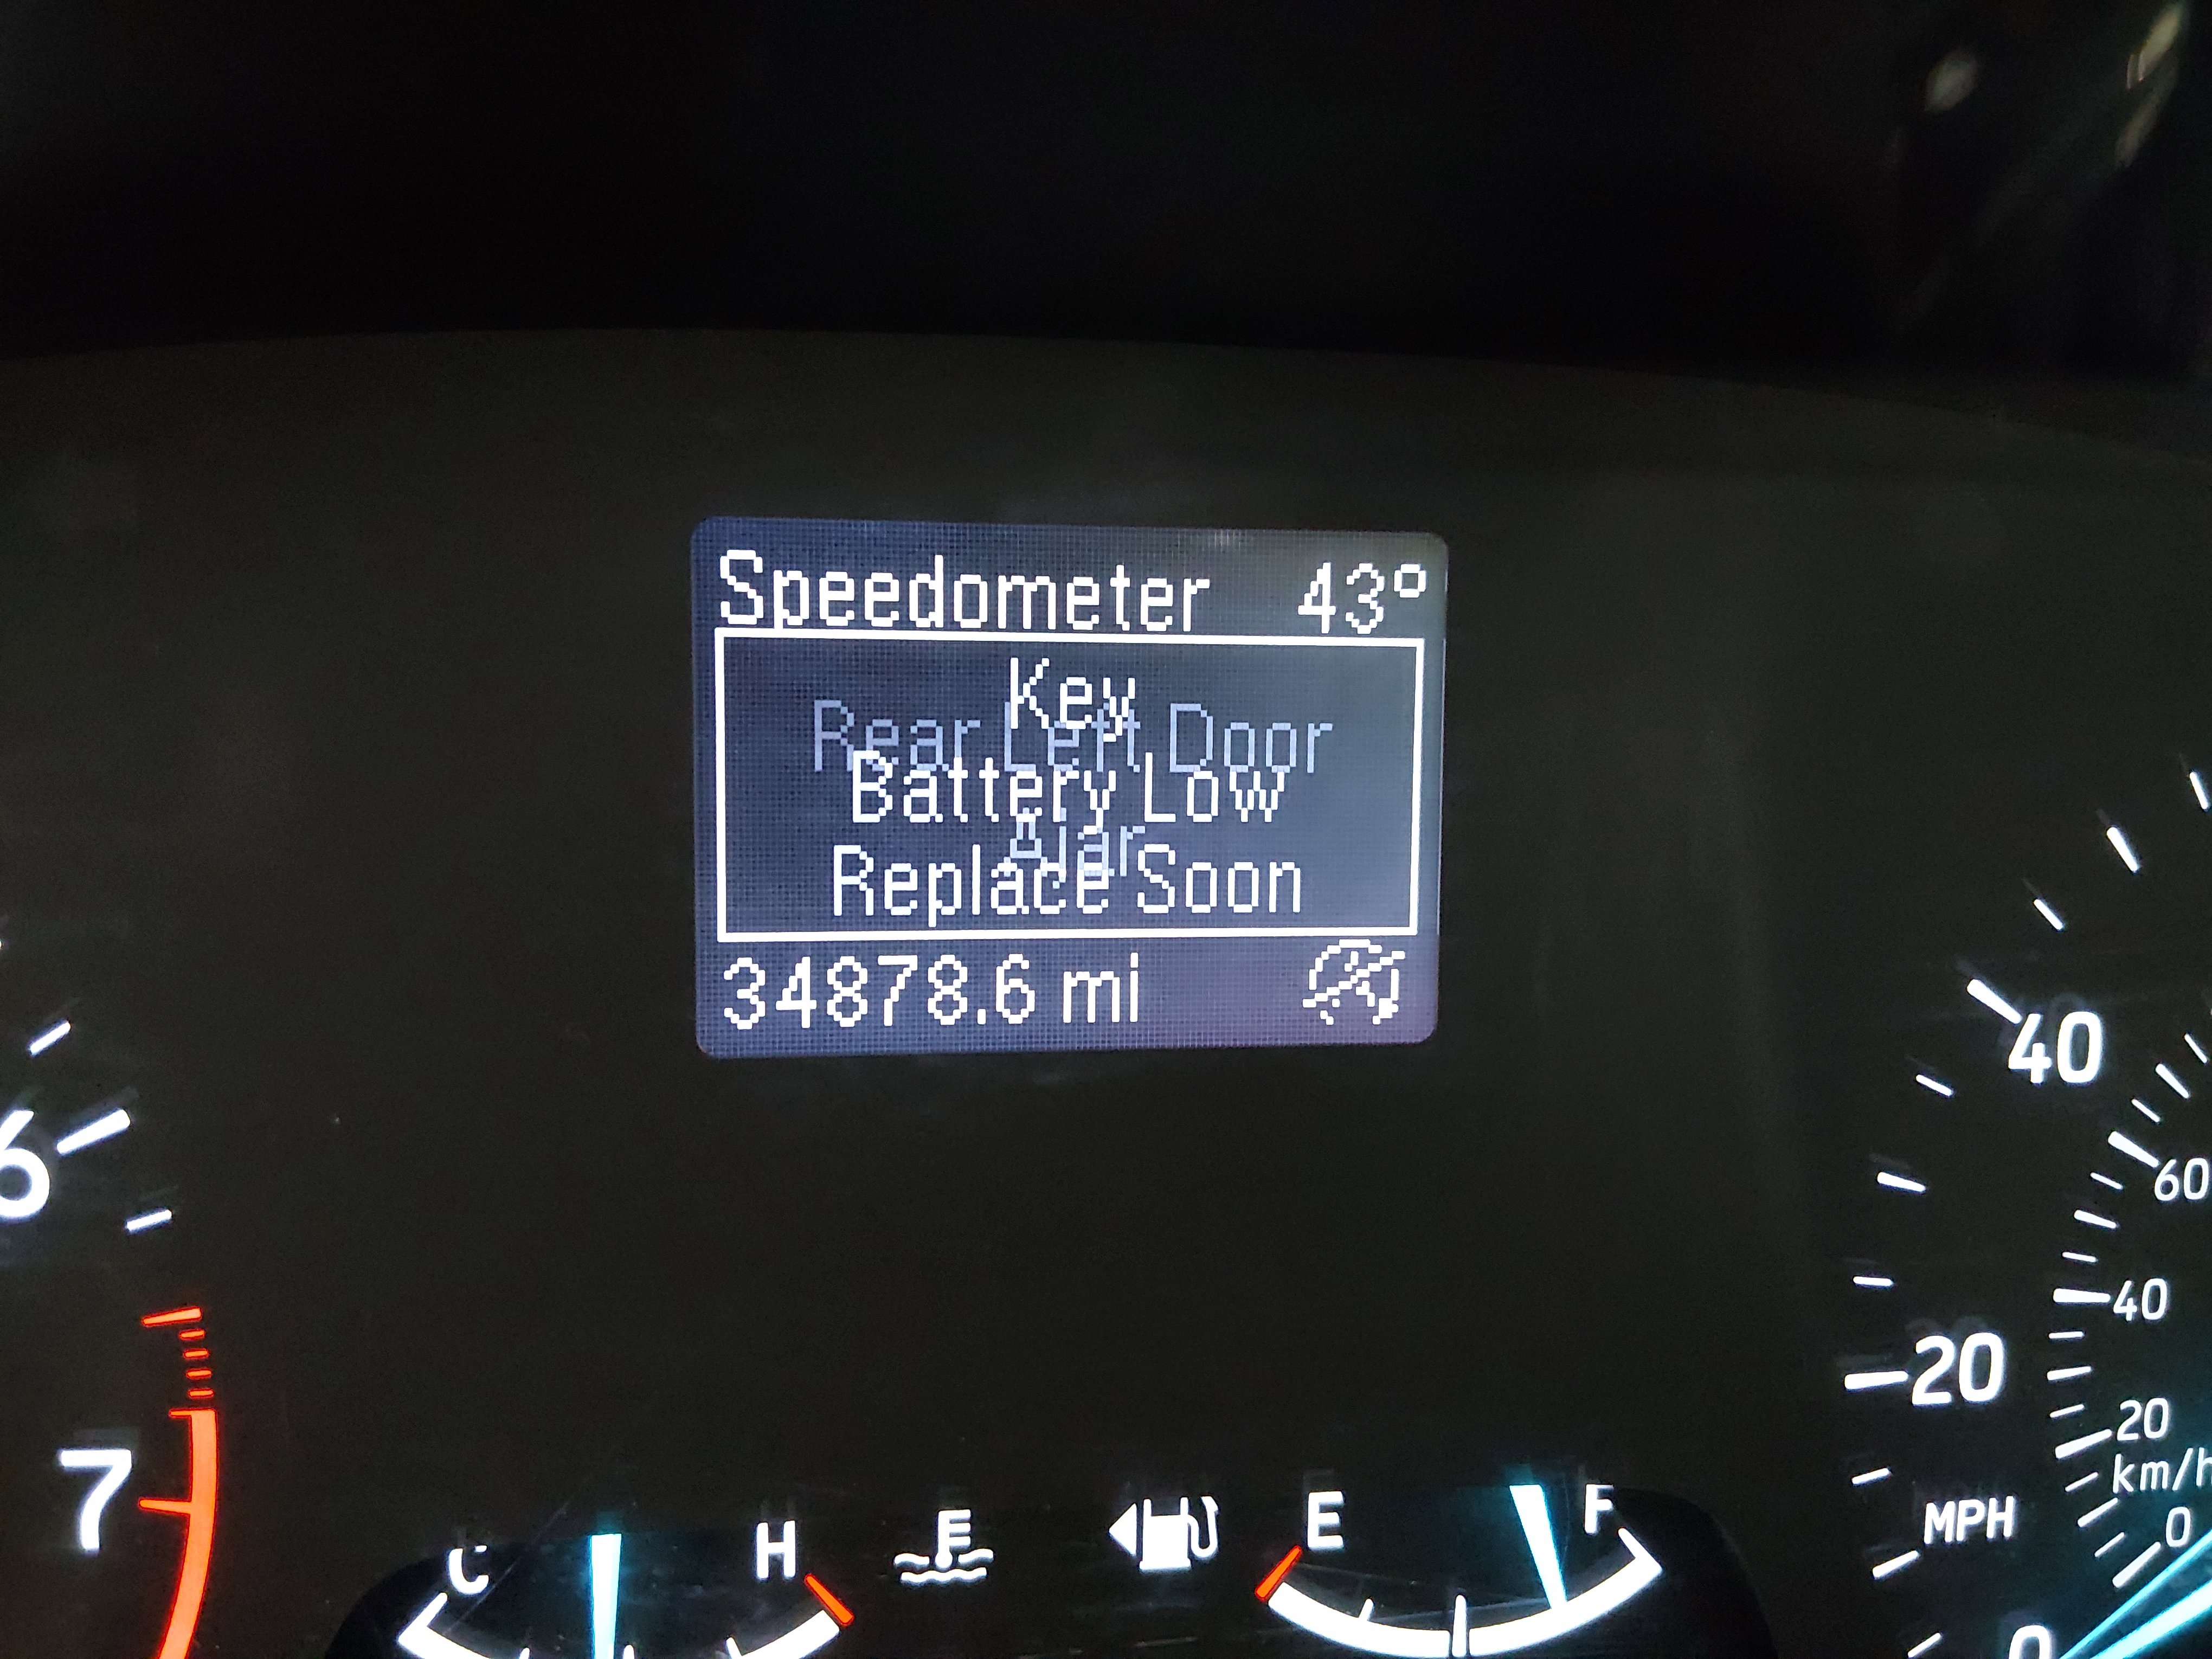 Speedometer 43°
Key
Rear Left Door
Battery Low
Ajar
Replace Soon
34878.6 mi
40
60
6
40
20
20
km/h
7
MPH
0
C
H
E
F
0